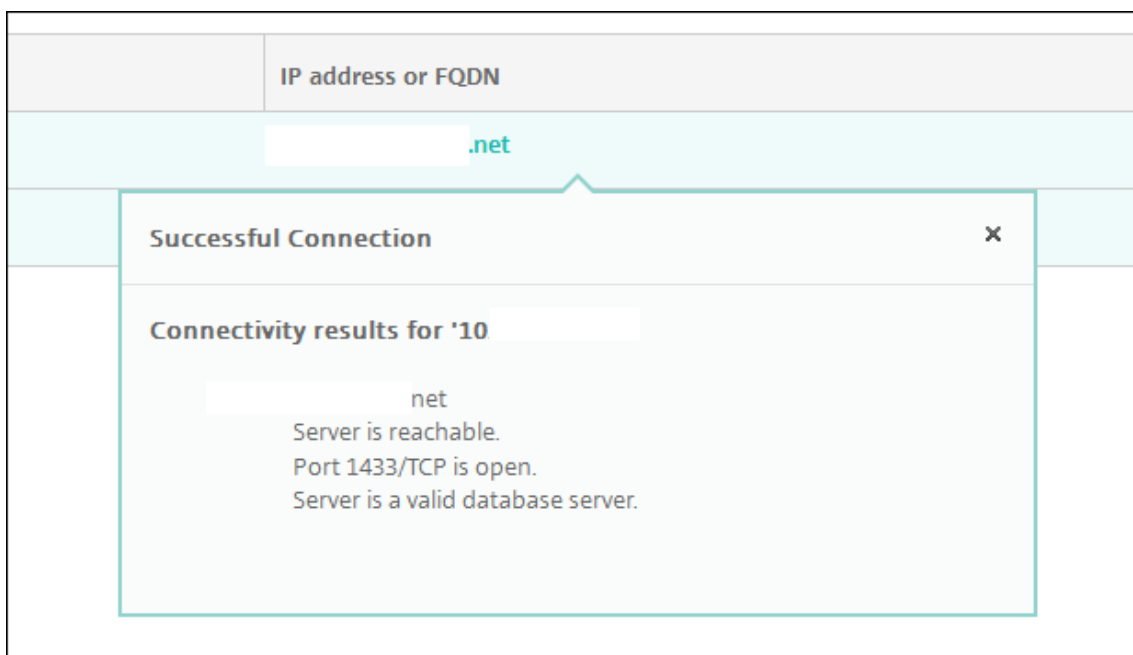 IP address or FQDN
.net
Successful Connection
Connectivity results for '10
net
Server is reachable.
Port 1433/TCP is open.
Server is a valid database server.